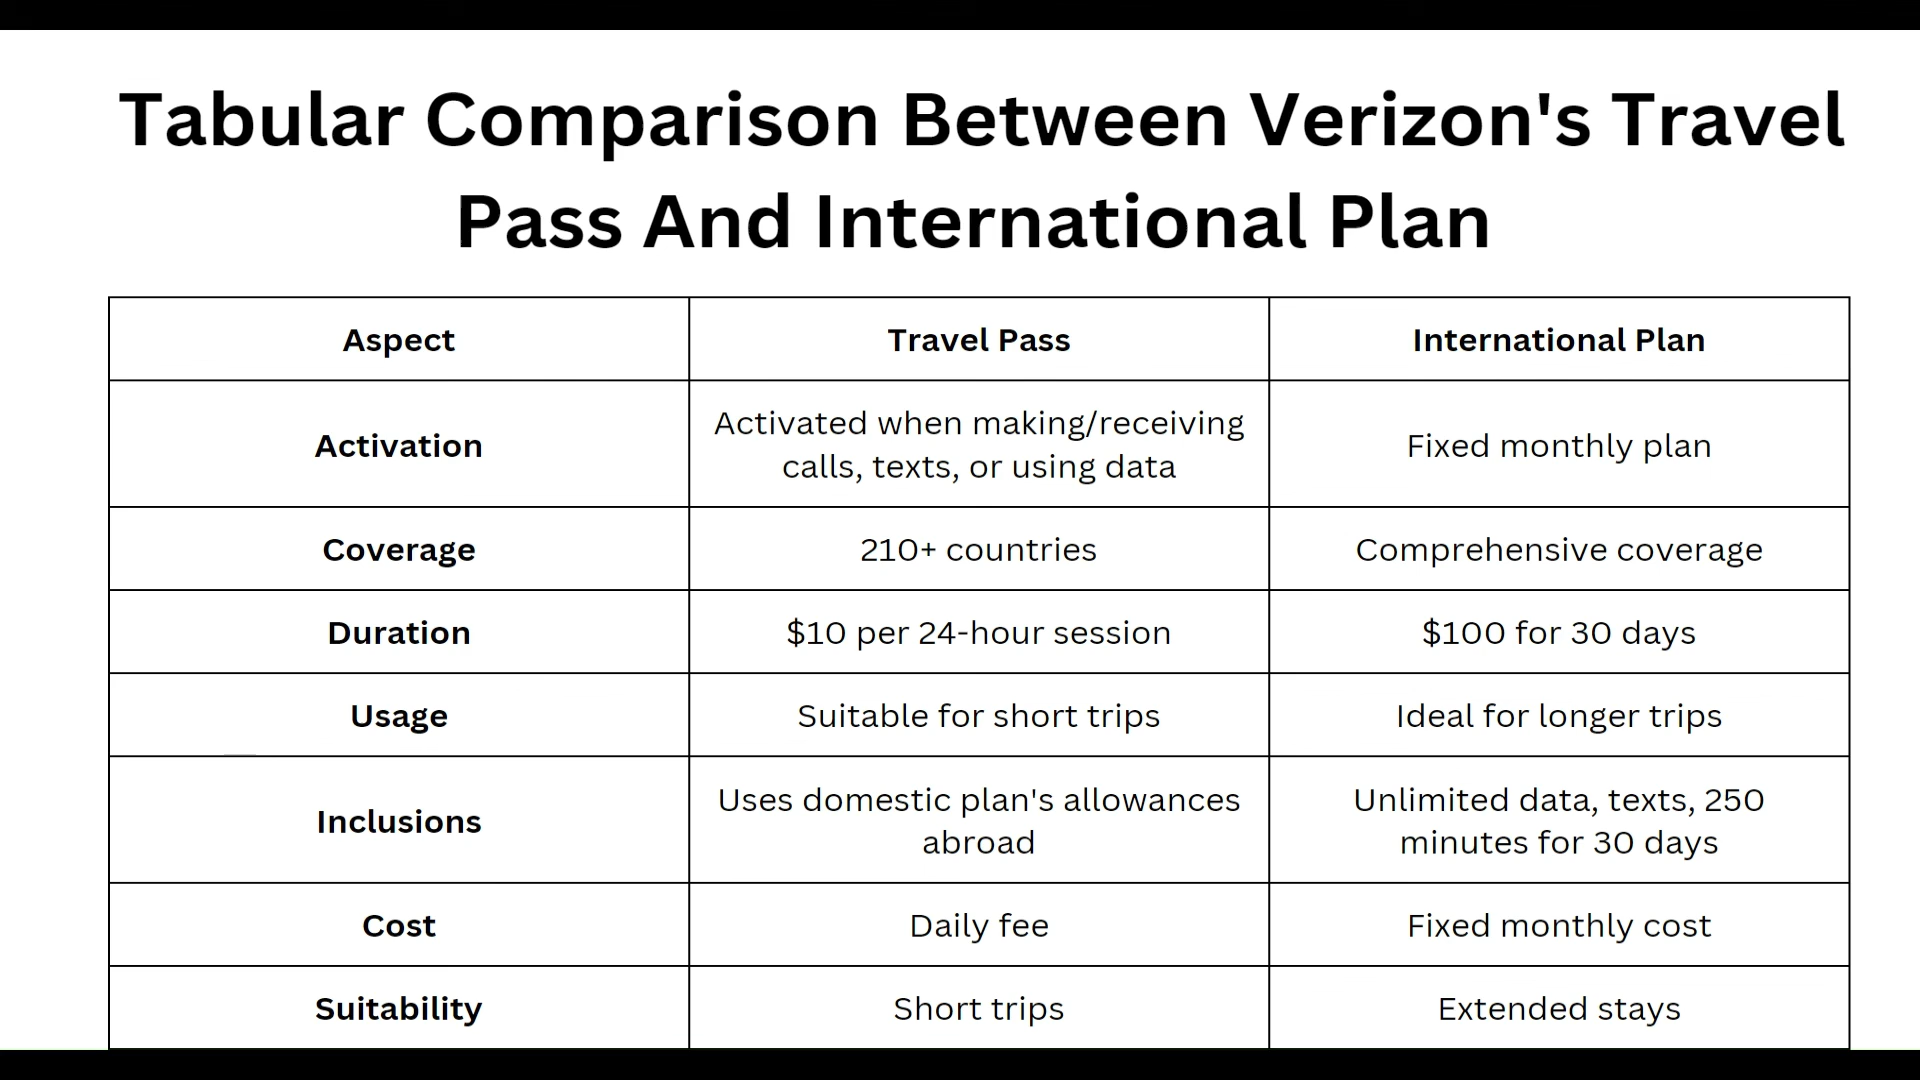 Tabular Comparison Between Verizon's Travel
Pass And International Plan
Aspect
Travel Pass
International Plan
Activation
Activated when making/receiving
calls, texts, or using data
Fixed monthly plan
Coverage
210+ countries
Comprehensive coverage
Duration
$10 per 24-hour session
$100 for 30 days
Usage
Suitable for short trips
Ideal for longer trips
Inclusions
Uses domestic plan's allowances
abroad
Unlimited data, texts, 250
minutes for 30 days
Cost
Daily fee
Fixed monthly cost
Suitability
Short trips
Extended stays